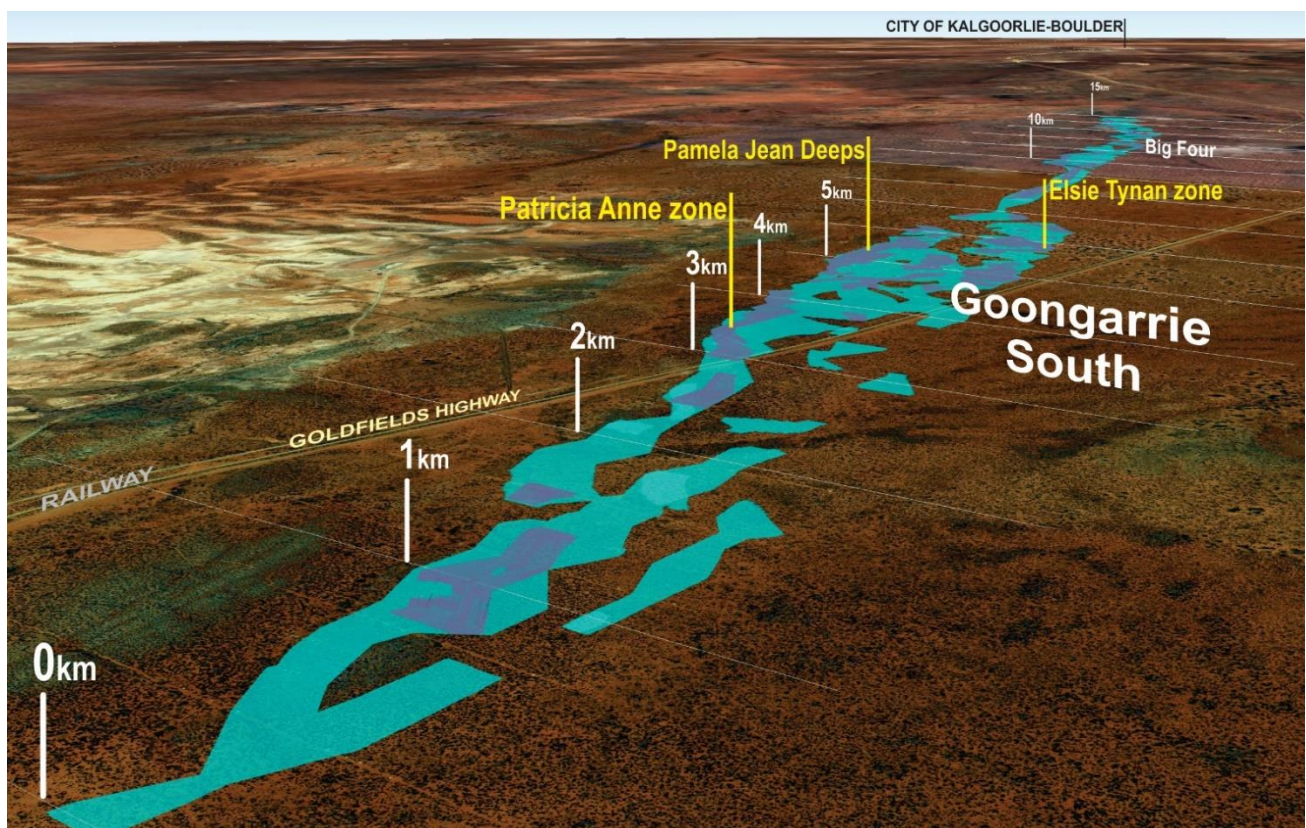 CITY OF KALGOORLIE-BOULDER
15km
10km
Big Four
Pamela Jean Deeps
5km
Elsie Tynan zone
Patricia Anne zone
4km
3km
Goongarrie
South
2km
GOLDFIELDS HIGHWAY
1km
RAILWAY
0km